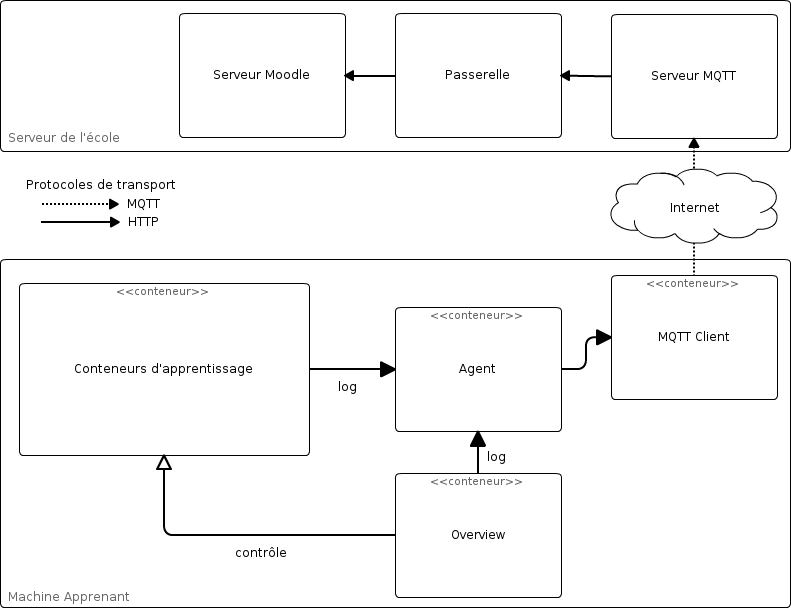 Serveur Moodle
Passerelle
Serveur MQTT
Serveur de l'école
Protocoles de transport
MQTT
HTTP
Internet
<<conteneur>>
Conteneurs d'apprentissage
log
<<conteneur>>
Agent
<<conteneur>>
MQTT Client
log
<<conteneur>>
Overview
contrôle
Machine Apprenant